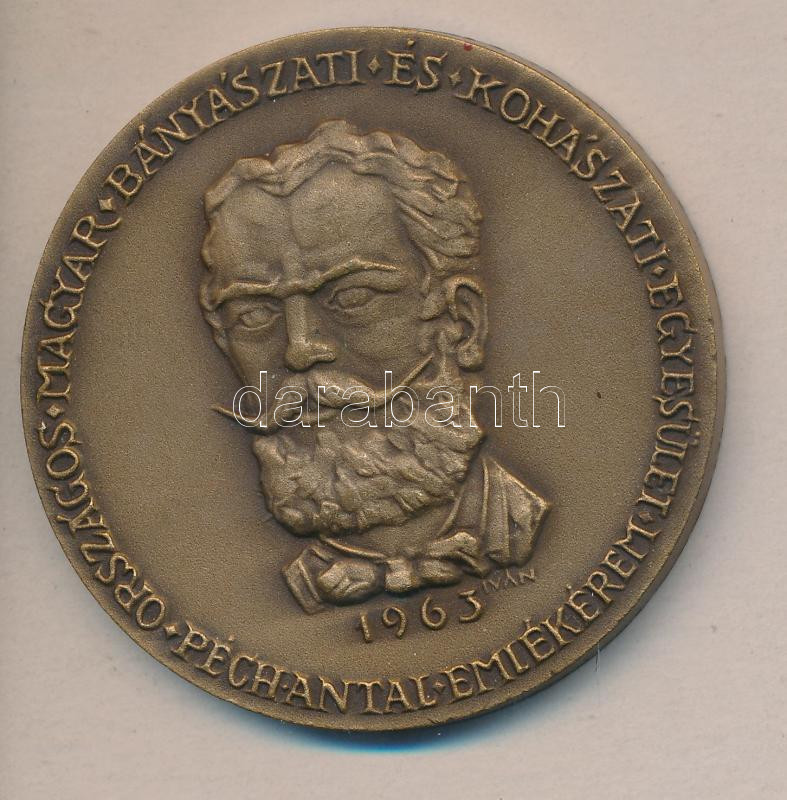 ORSZÁGOS · MAGYAR · BÁNYÁSZATI · ÉS · KOHÁSZATI · EGYESÜLET · PÉCH · ANTAL · EMLÉKÉREM
IVÁN
1963
darabanth